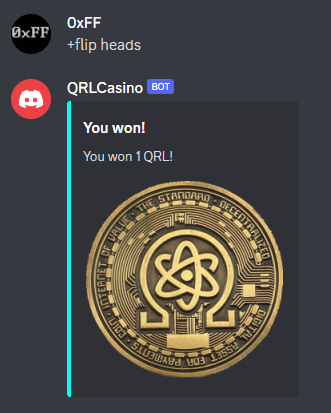 0xFF
0xFF
+flip heads
QRLCasino BOT
You won!
You won 1 QRL!
INTERNET OF VALUE · THE STANDARD · DECENTRALIZED
DIGITAL ASSET FOR PAYMENTS · COIN ·